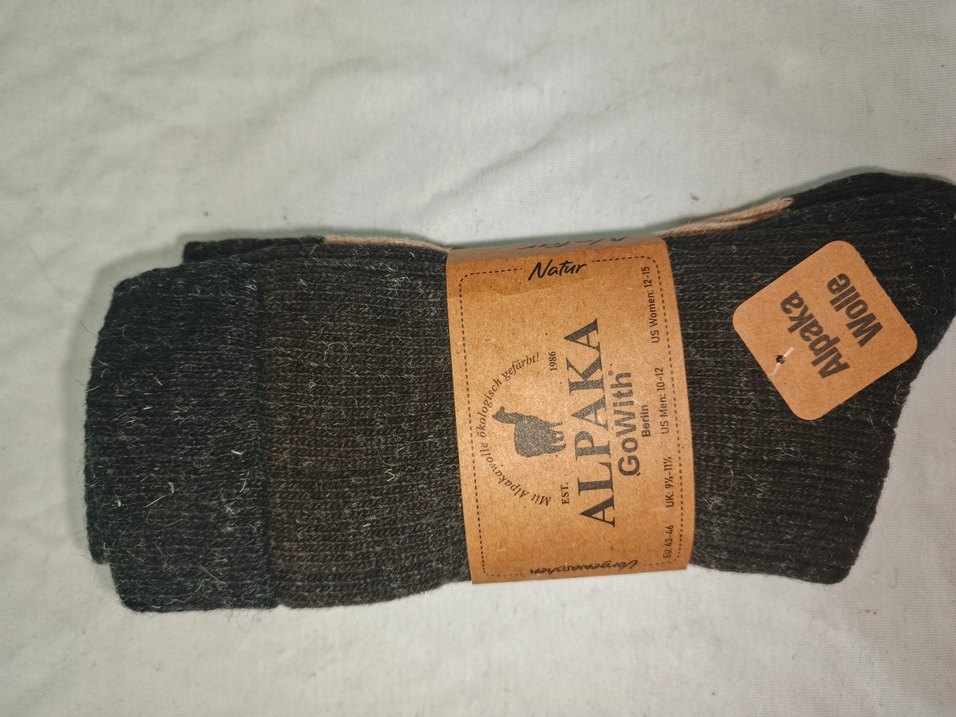 Natur
Mit Alpakawolle ökologisch gefärbt!
EST. 1986
ALPAKA
GoWith
Berlin
EU: 43-46 UK: 9½-11½ US Men: 10-12 US Women: 12-15
Vorgewaschen
Alpaka
Wolle